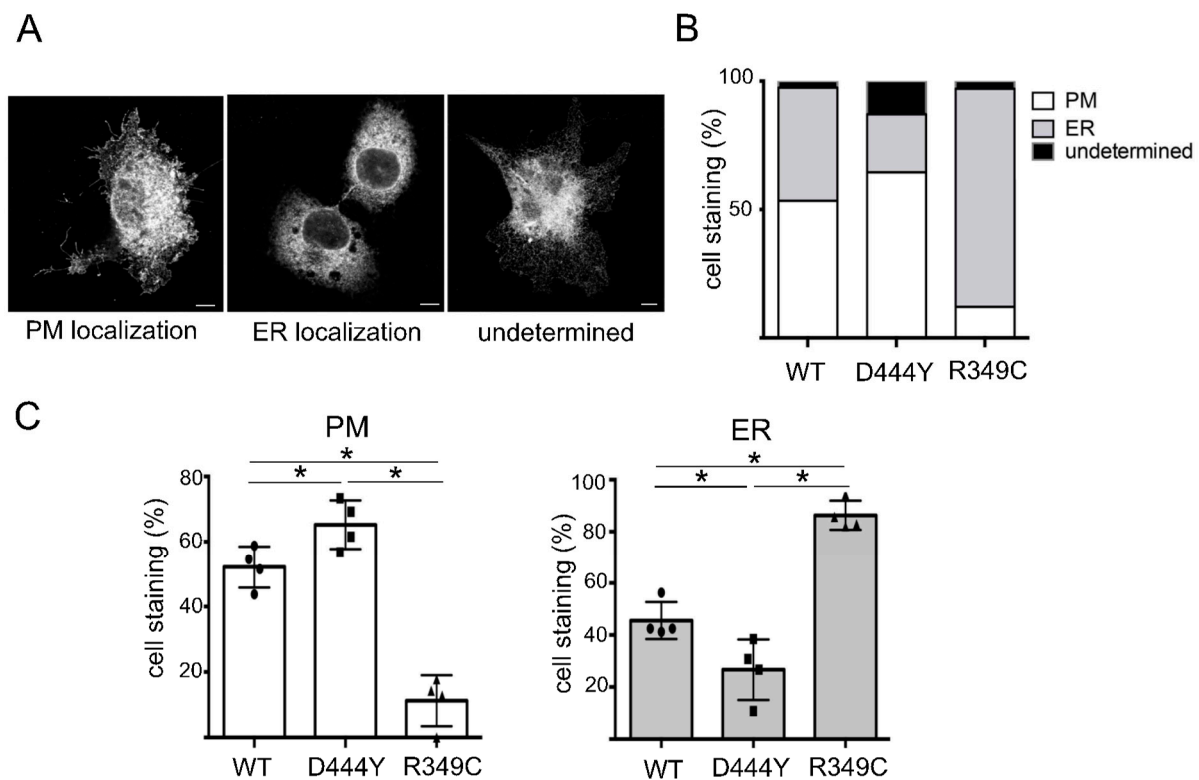 A
PM localization
ER localization
undetermined
B
cell staining (%)
100
50
WT
D444Y
R349C
PM
ER
undetermined
C
PM
cell staining (%)
80
60
40
20
*
*
*
WT
D444Y
R349C
ER
cell staining (%)
100
80
60
40
20
*
*
*
WT
D444Y
R349C